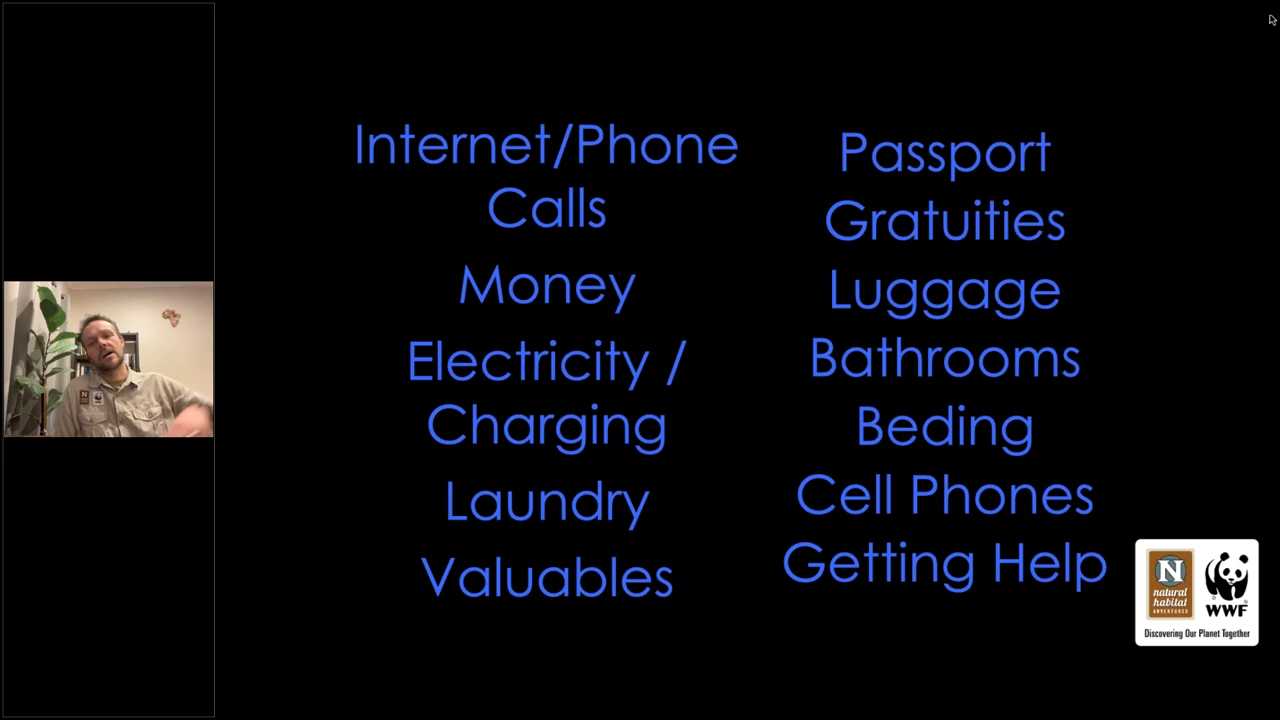 Internet/Phone
Calls
Money
Electricity /
Charging
Laundry
Valuables
Passport
Gratuities
Luggage
Bathrooms
Beding
Cell Phones
Getting Help
N
natural
habitat
ADVENTURES
WWF
Discovering Our Planet Together